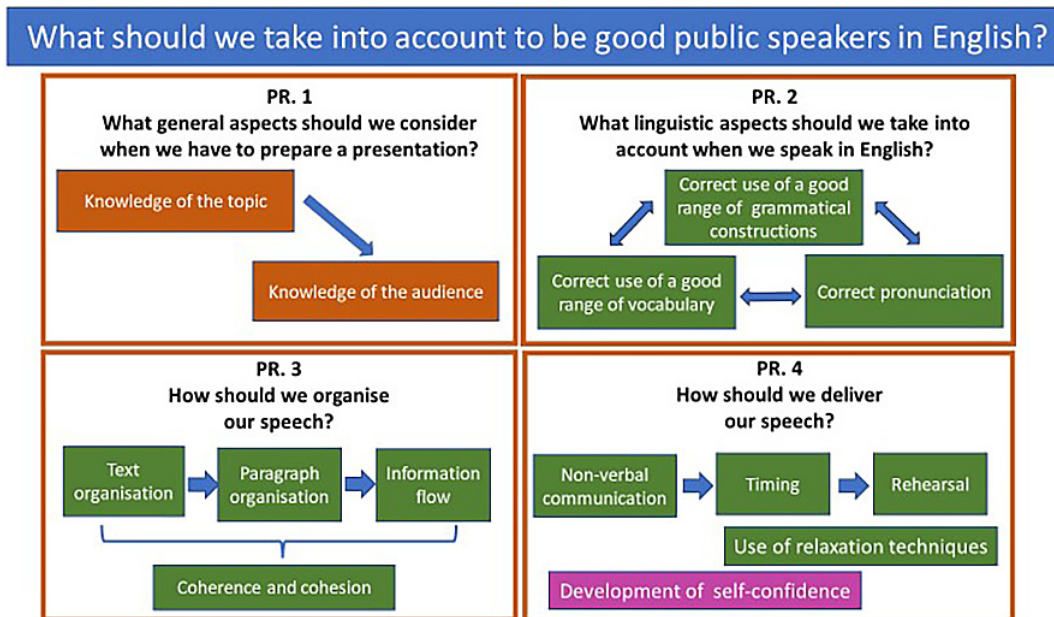 What should we take into account to be good public speakers in English?
PR. 1
What general aspects should we consider
when we have to prepare a presentation?
Knowledge of the topic
Knowledge of the audience
PR. 2
What linguistic aspects should we take into
account when we speak in English?
Correct use of a good
range of grammatical
constructions
Correct use of a good
range of vocabulary
Correct pronunciation
PR. 3
How should we organise
our speech?
Text
organisation
Paragraph
organisation
Information
flow
Coherence and cohesion
PR. 4
How should we deliver
our speech?
Non-verbal
communication
Timing
Rehearsal
Use of relaxation techniques
Development of self-confidence